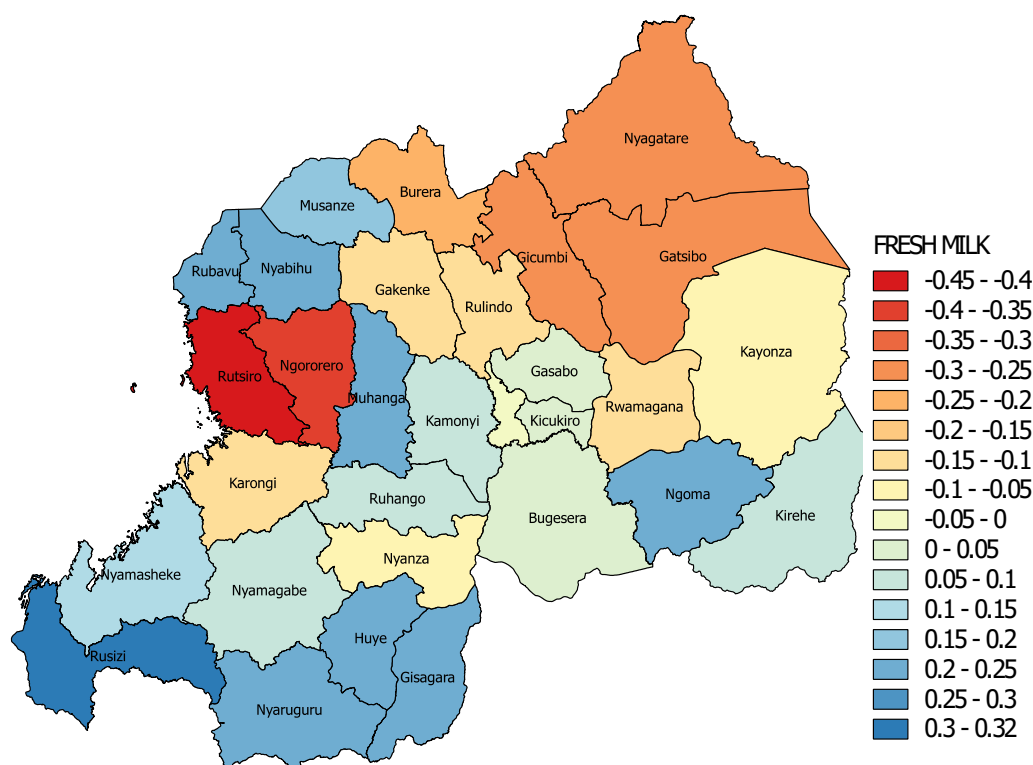 Nyagatare
Burera
Musanze
Gicumbi
Gatsibo
Rubavu
Nyabihu
Gakenke
Rulindo
Kayonza
Rutsiro
Ngororero
Muhanga
Gasabo
Rwamagana
Kamonyi
Kicukiro
Karongi
Ruhango
Ngoma
Bugesera
Kirehe
Nyanza
Nyamasheke
Nyamagabe
Huye
Rusizi
Gisagara
Nyaruguru
FRESH MILK
-0.45 - -0.4
-0.4 - -0.35
-0.35 - -0.3
-0.3 - -0.25
-0.25 - -0.2
-0.2 - -0.15
-0.15 - -0.1
-0.1 - -0.05
-0.05 - 0
0 - 0.05
0.05 - 0.1
0.1 - 0.15
0.15 - 0.2
0.2 - 0.25
0.25 - 0.3
0.3 - 0.32